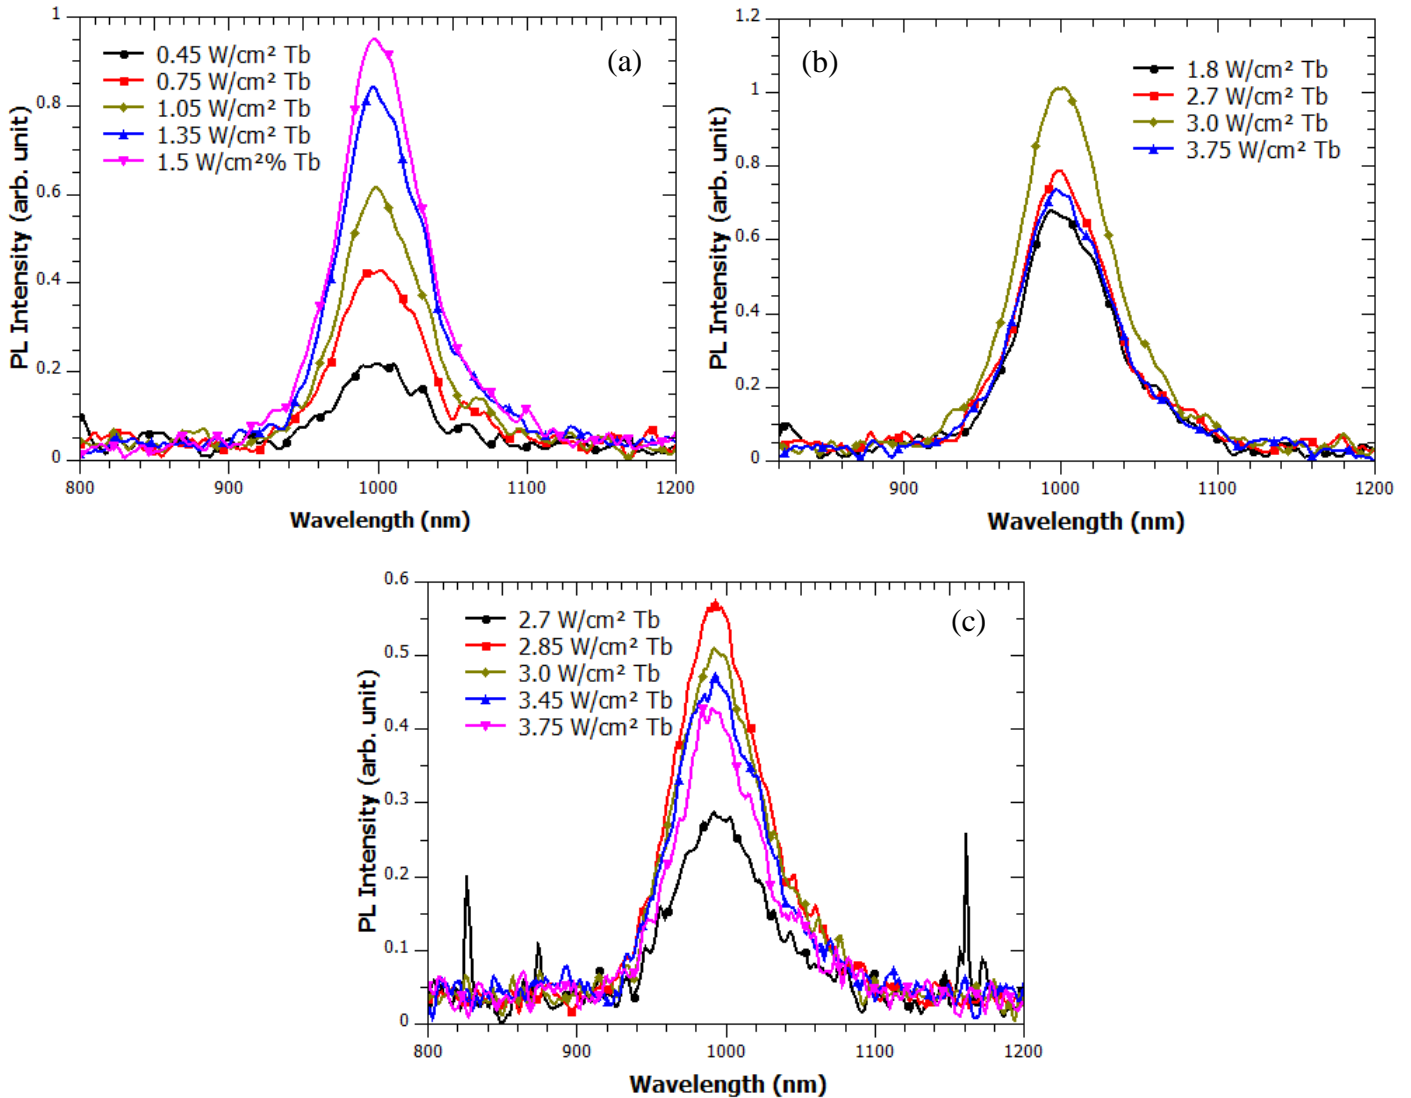 1
0.8
0.6
0.4
0.2
0
800
900
1000
1100
1200
PL Intensity (arb. unit)
Wavelength (nm)
0.45 W/cm² Tb
0.75 W/cm² Tb
1.05 W/cm² Tb
1.35 W/cm² Tb
1.5 W/cm²% Tb
(a)
1.2
1
0.8
0.6
0.4
0.2
0
900
1000
1100
1200
PL Intensity (arb. unit)
Wavelength (nm)
(b)
1.8 W/cm² Tb
2.7 W/cm² Tb
3.0 W/cm² Tb
3.75 W/cm² Tb
0.6
0.5
0.4
0.3
0.2
0.1
0
800
900
1000
1100
1200
PL Intensity (arb. unit)
Wavelength (nm)
2.7 W/cm² Tb
2.85 W/cm² Tb
3.0 W/cm² Tb
3.45 W/cm² Tb
3.75 W/cm² Tb
(c)